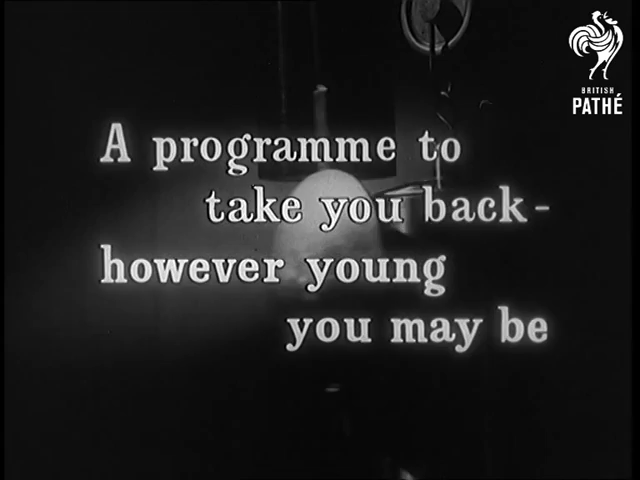 BRITISH
PATHÉ
A programme to
take you back-
however young
you may be